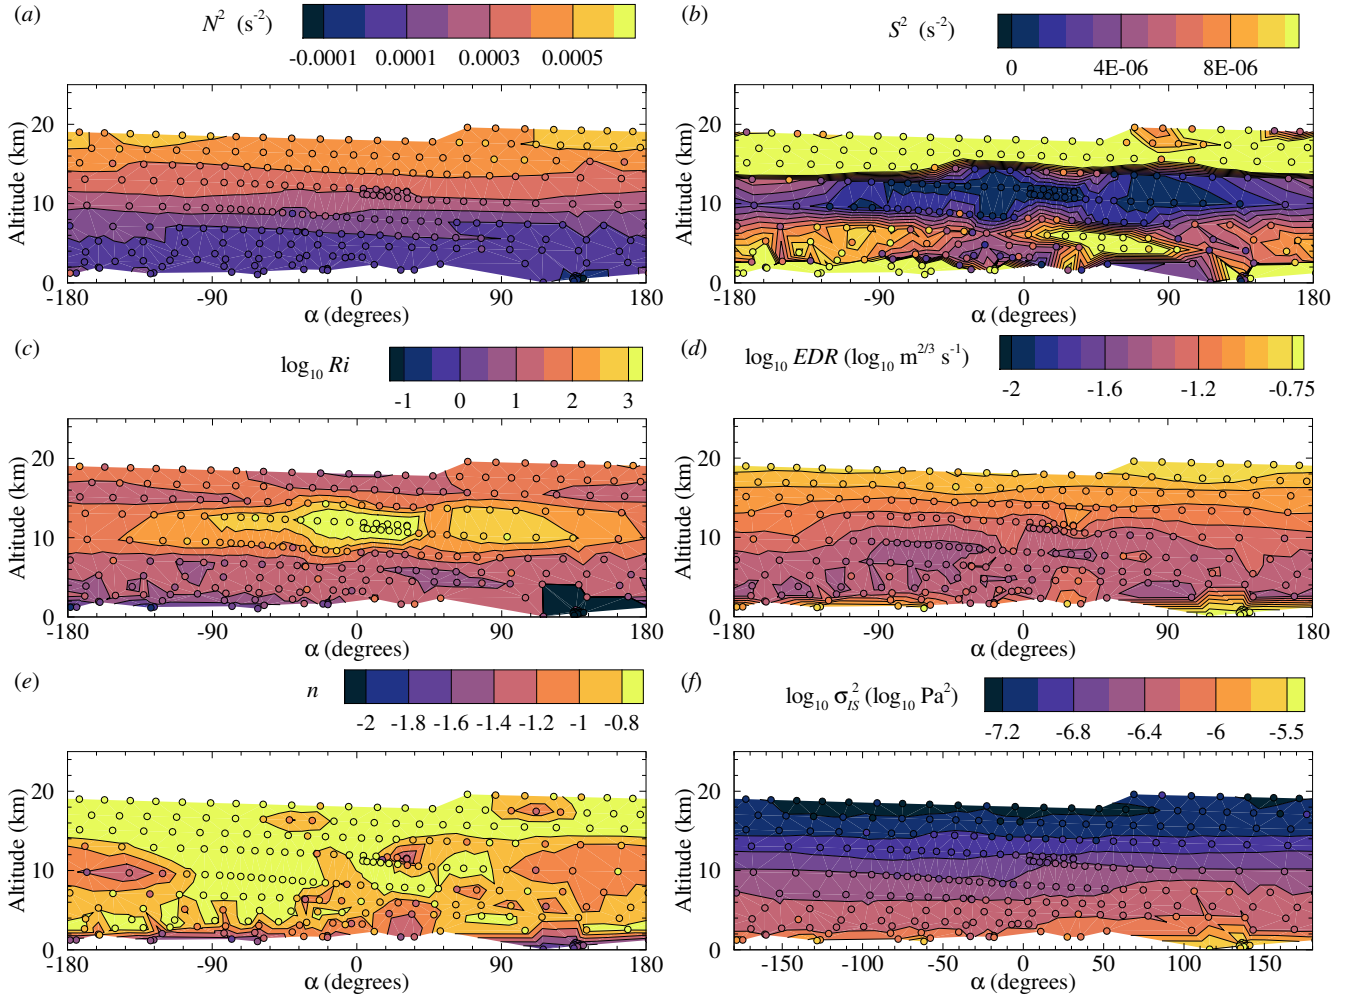 (a) N² (s⁻²)
-0.0001 0.0001 0.0003 0.0005
Altitude (km)
20
10
0
-180 -90 0 90 180
α (degrees)
(b) S² (s⁻²)
0 4E-06 8E-06
Altitude (km)
20
10
0
-180 -90 0 90 180
α (degrees)
(c) log₁₀ Ri
-1 0 1 2 3
Altitude (km)
20
10
0
-180 -90 0 90 180
α (degrees)
(d) log₁₀ EDR (log₁₀ m²ᐟ³ s⁻¹)
-2 -1.6 -1.2 -0.75
Altitude (km)
20
10
0
-180 -90 0 90 180
α (degrees)
(e) n
-2 -1.8 -1.6 -1.4 -1.2 -1 -0.8
Altitude (km)
20
10
0
-180 -90 0 90 180
α (degrees)
(f) log₁₀ σ²_IS (log₁₀ Pa²)
-7.2 -6.8 -6.4 -6 -5.5
Altitude (km)
20
10
0
-150 -100 -50 0 50 100 150
α (degrees)